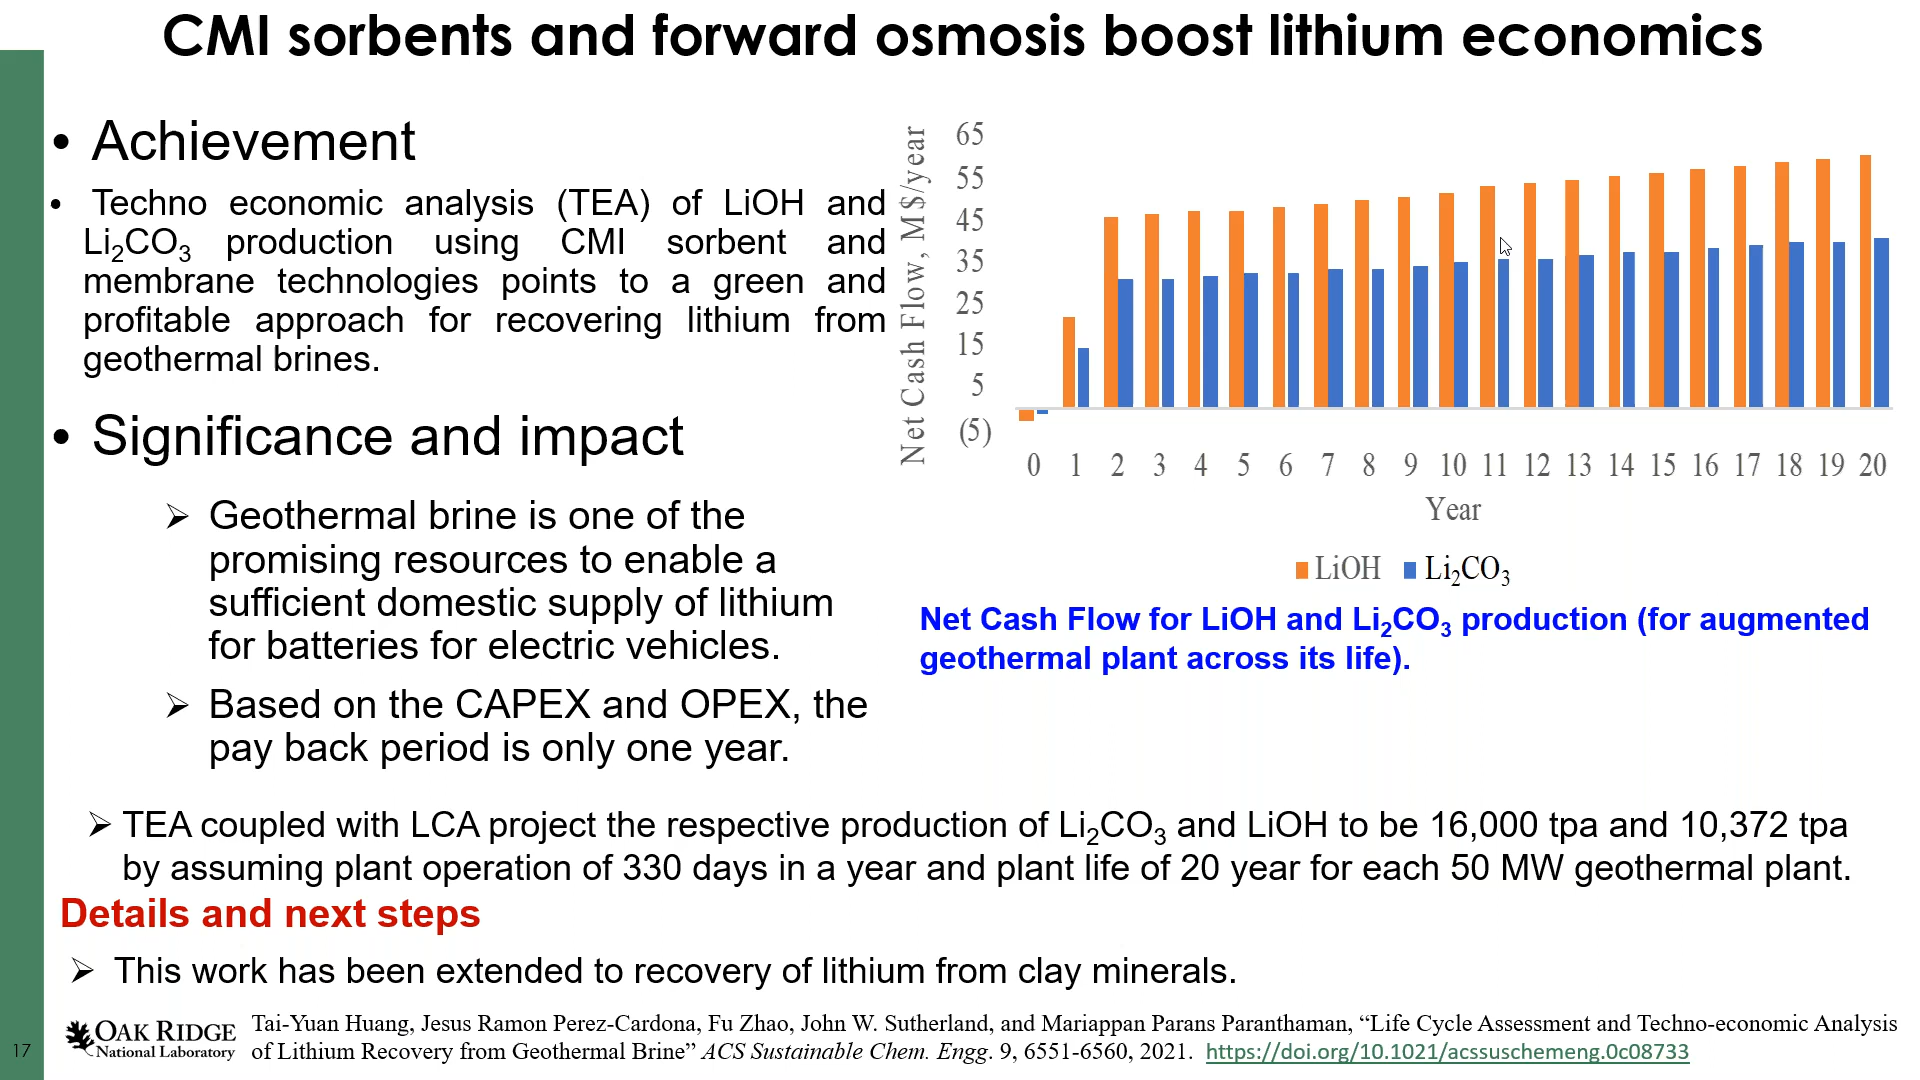 CMI sorbents and forward osmosis boost lithium economics
• Achievement
• Techno economic analysis (TEA) of LiOH and
Li₂CO₃ production using CMI sorbent and
membrane technologies points to a green and
profitable approach for recovering lithium from
geothermal brines.
• Significance and impact
➢ Geothermal brine is one of the
promising resources to enable a
sufficient domestic supply of lithium
for batteries for electric vehicles.
➢ Based on the CAPEX and OPEX, the
pay back period is only one year.
Net Cash Flow, M$/year
65
55
45
35
25
15
5
(5)
0 1 2 3 4 5 6 7 8 9 10 11 12 13 14 15 16 17 18 19 20
Year
LiOH Li₂CO₃
Net Cash Flow for LiOH and Li₂CO₃ production (for augmented
geothermal plant across its life).
➢ TEA coupled with LCA project the respective production of Li₂CO₃ and LiOH to be 16,000 tpa and 10,372 tpa
by assuming plant operation of 330 days in a year and plant life of 20 year for each 50 MW geothermal plant.
Details and next steps
➢ This work has been extended to recovery of lithium from clay minerals.
17
OAK RIDGE
National Laboratory
Tai-Yuan Huang, Jesus Ramon Perez-Cardona, Fu Zhao, John W. Sutherland, and Mariappan Parans Paranthaman, “Life Cycle Assessment and Techno-economic Analysis
of Lithium Recovery from Geothermal Brine” ACS Sustainable Chem. Engg. 9, 6551-6560, 2021. https://doi.org/10.1021/acssuschemeng.0c08733